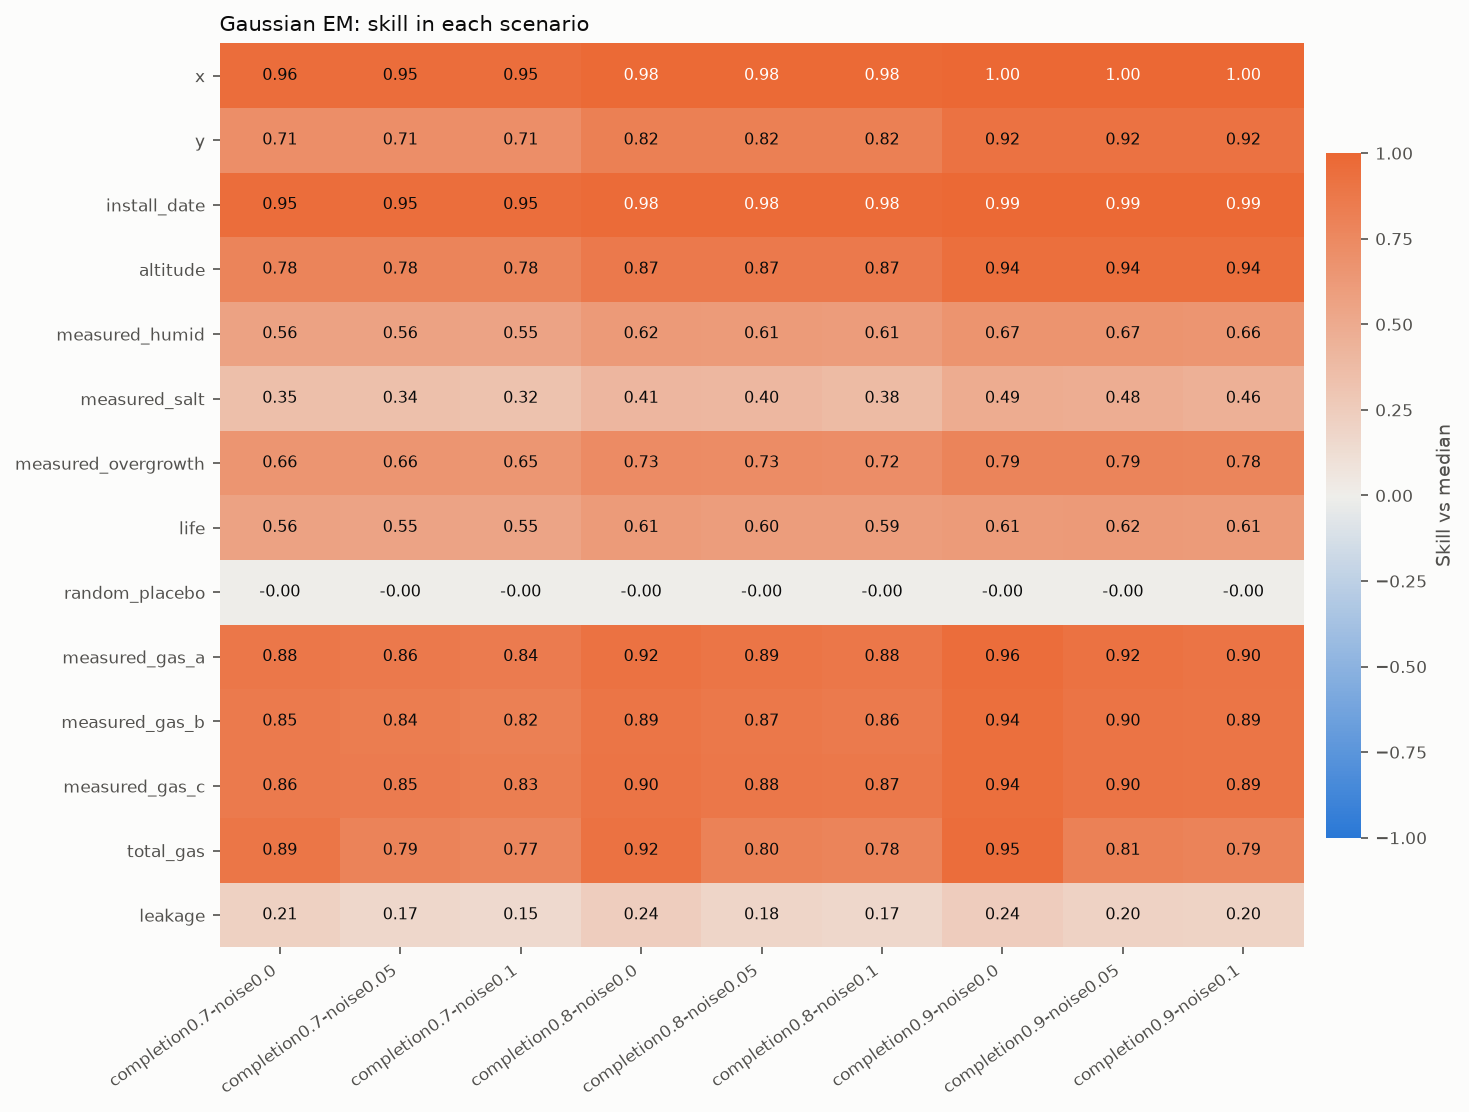 Gaussian EM: skill in each scenario
x 0.96 0.95 0.95 0.98 0.98 0.98 1.00 1.00 1.00
y 0.71 0.71 0.71 0.82 0.82 0.82 0.92 0.92 0.92
install_date 0.95 0.95 0.95 0.98 0.98 0.98 0.99 0.99 0.99
altitude 0.78 0.78 0.78 0.87 0.87 0.87 0.94 0.94 0.94
measured_humid 0.56 0.56 0.55 0.62 0.61 0.61 0.67 0.67 0.66
measured_salt 0.35 0.34 0.32 0.41 0.40 0.38 0.49 0.48 0.46
measured_overgrowth 0.66 0.66 0.65 0.73 0.73 0.72 0.79 0.79 0.78
life 0.56 0.55 0.55 0.61 0.60 0.59 0.61 0.62 0.61
random_placebo -0.00 -0.00 -0.00 -0.00 -0.00 -0.00 -0.00 -0.00 -0.00
measured_gas_a 0.88 0.86 0.84 0.92 0.89 0.88 0.96 0.92 0.90
measured_gas_b 0.85 0.84 0.82 0.89 0.87 0.86 0.94 0.90 0.89
measured_gas_c 0.86 0.85 0.83 0.90 0.88 0.87 0.94 0.90 0.89
total_gas 0.89 0.79 0.77 0.92 0.80 0.78 0.95 0.81 0.79
leakage 0.21 0.17 0.15 0.24 0.18 0.17 0.24 0.20 0.20
completion0.7-noise0.0
completion0.7-noise0.05
completion0.7-noise0.1
completion0.8-noise0.0
completion0.8-noise0.05
completion0.8-noise0.1
completion0.9-noise0.0
completion0.9-noise0.05
completion0.9-noise0.1
1.00
0.75
0.50
0.25
0.00
−0.25
−0.50
−0.75
−1.00
Skill vs median